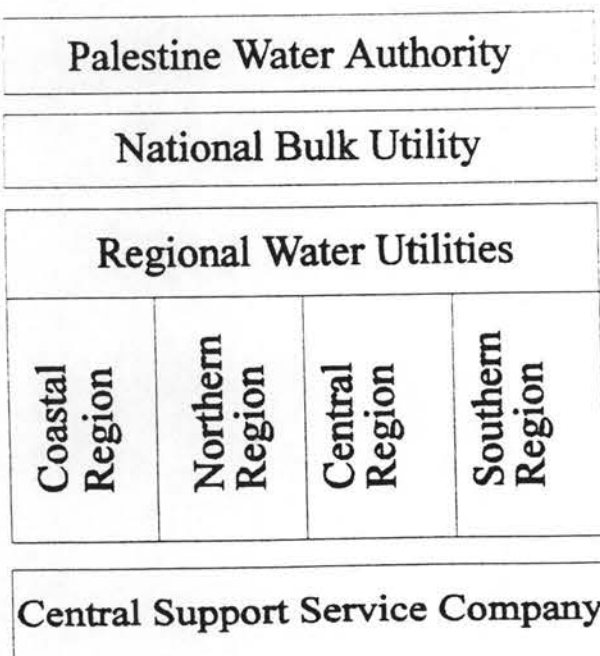 Palestine Water Authority
National Bulk Utility
Regional Water Utilities
Coastal
Region
Northern
Region
Central
Region
Southern
Region
Central Support Service Company